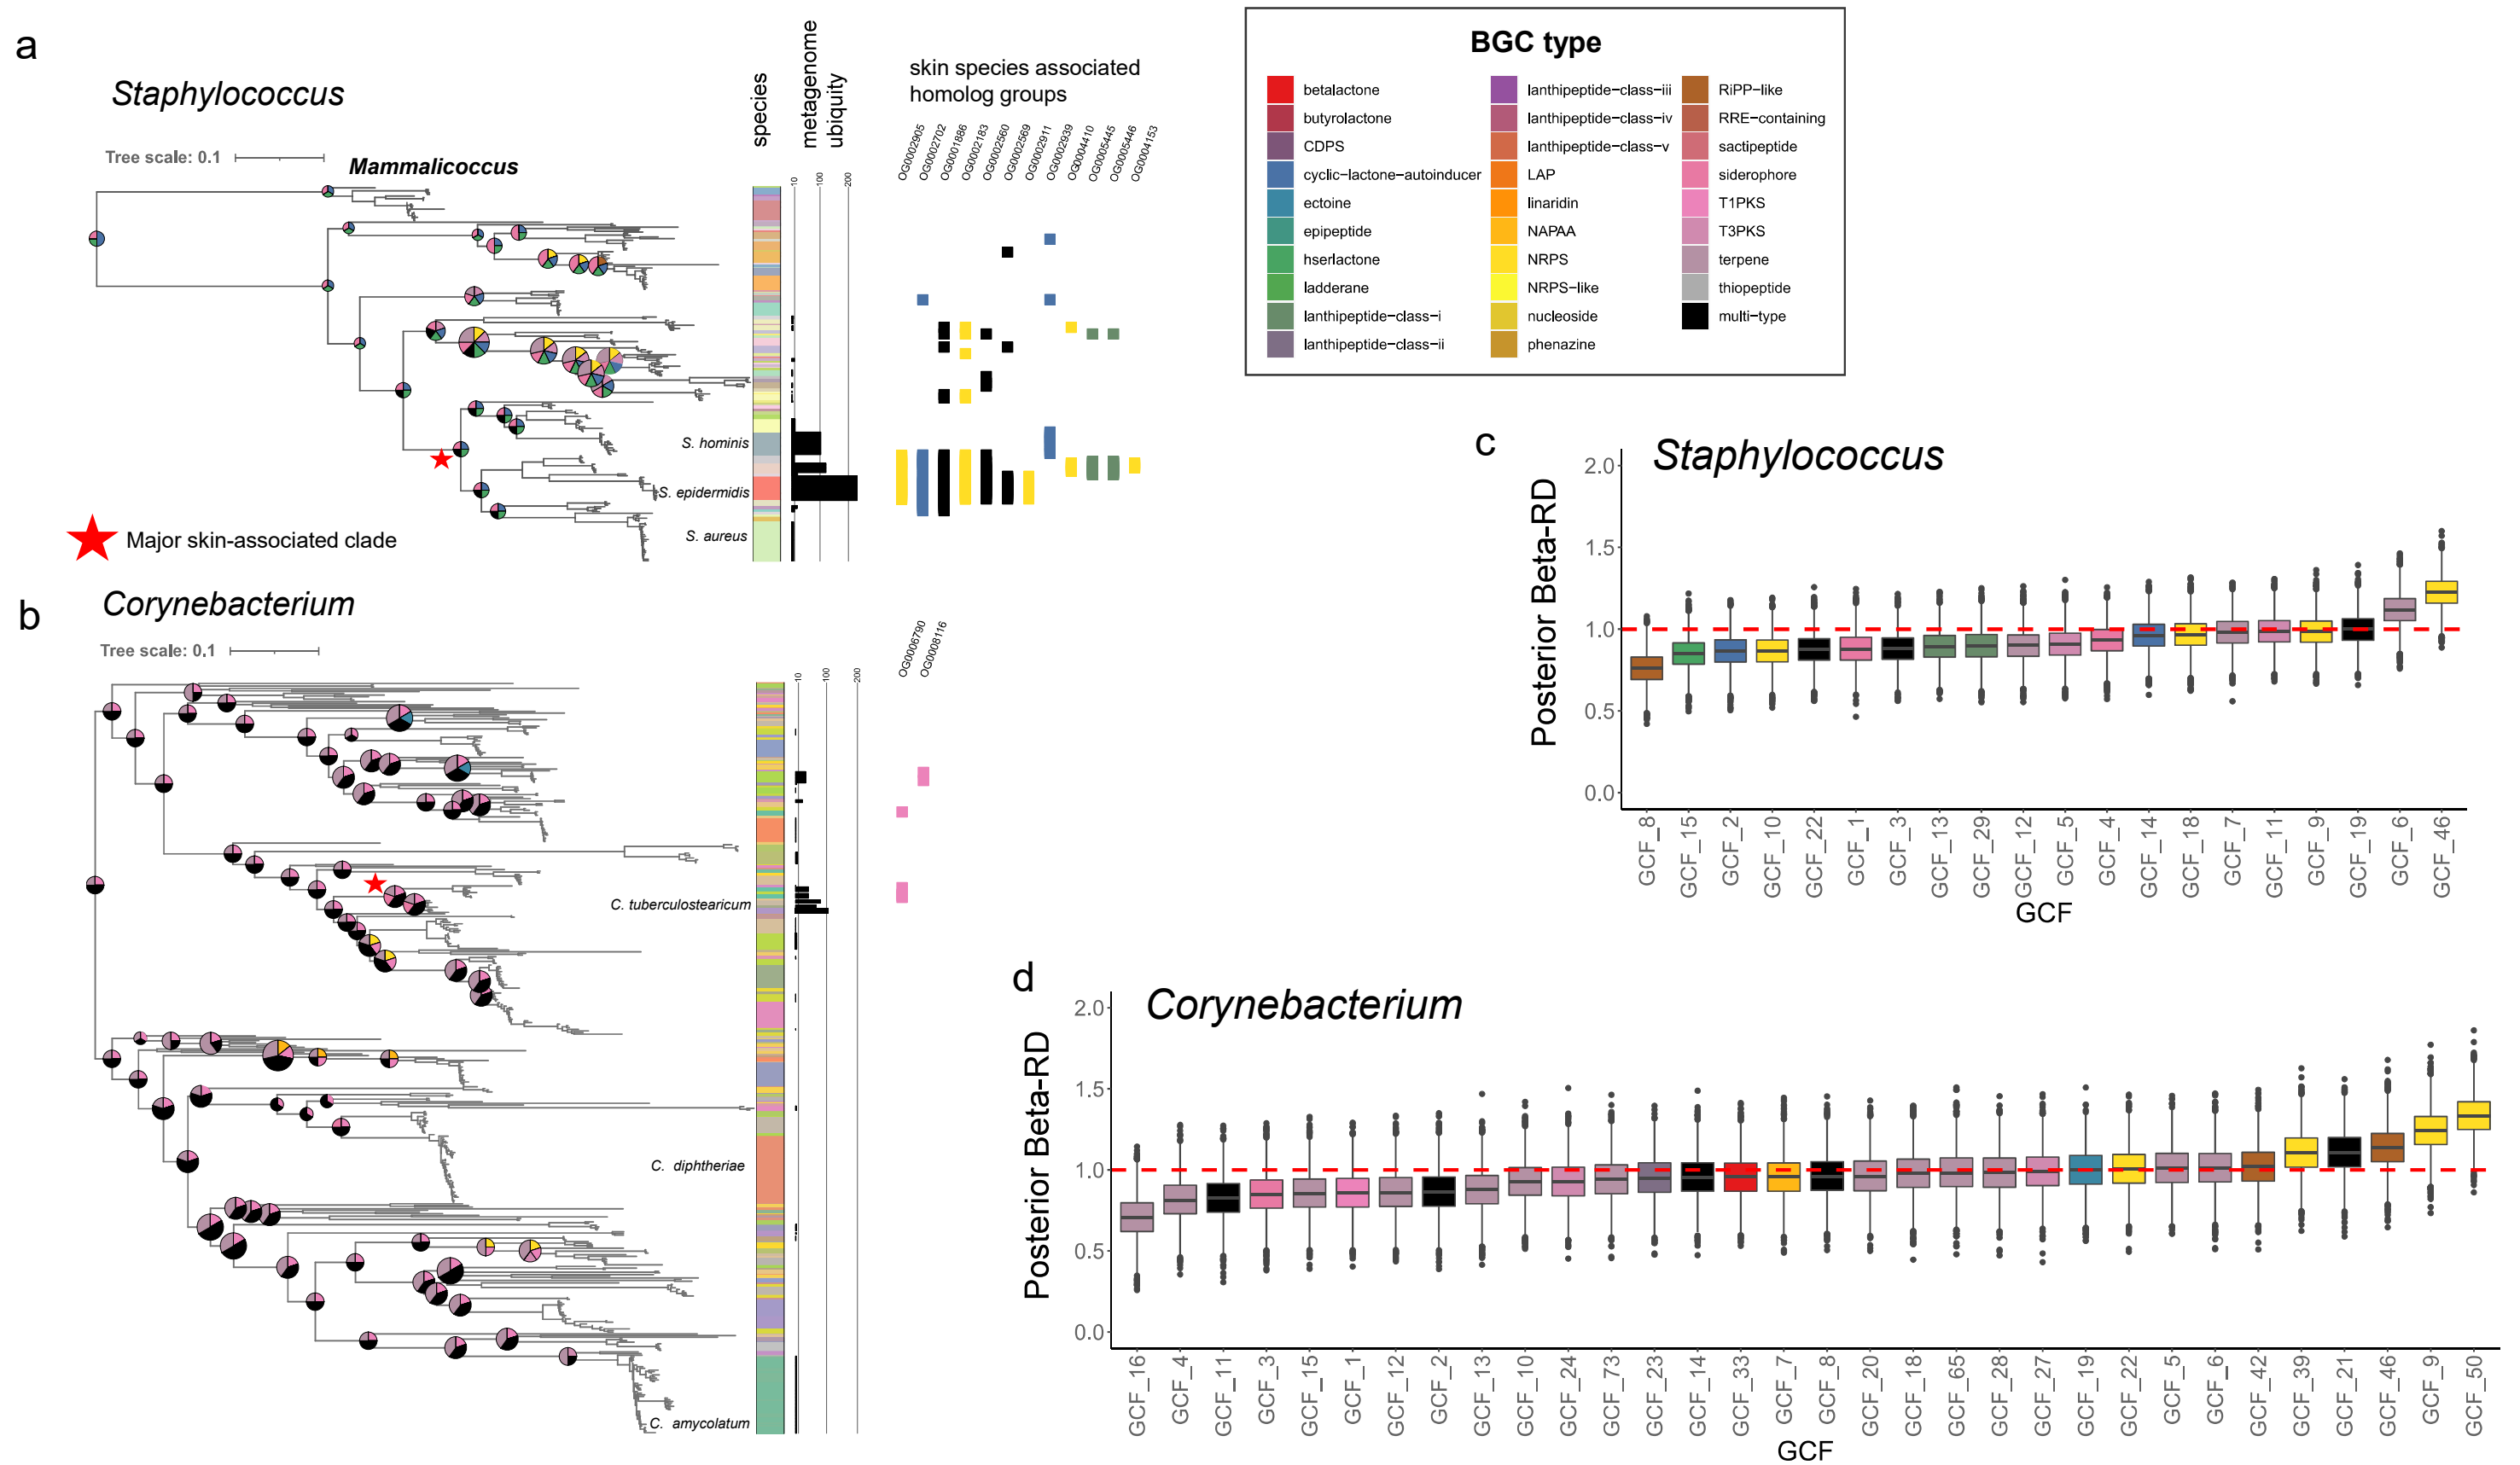 a
Staphylococcus
Tree scale: 0.1
Mammalicoccus
species
metagenome
ubiquity
skin species associated
homolog groups
OG0002905
OG0002702
OG0001886
OG0002183
OG0002560
OG0002569
OG0002911
OG0002939
OG0004410
OG0005445
OG0005446
OG0004153
10
100
200
S. hominis
S. epidermidis
S. aureus
Major skin-associated clade
BGC type
betalactone
butyrolactone
CDPS
cyclic−lactone−autoinducer
ectoine
epipeptide
hserlactone
ladderane
lanthipeptide−class−i
lanthipeptide−class−ii
lanthipeptide−class−iii
lanthipeptide−class−iv
lanthipeptide−class−v
LAP
linaridin
NAPAA
NRPS
NRPS−like
nucleoside
phenazine
RiPP−like
RRE−containing
sactipeptide
siderophore
T1PKS
T3PKS
terpene
thiopeptide
multi−type
b
Corynebacterium
Tree scale: 0.1
OG0006790
OG0008116
10
100
200
C. tuberculostearicum
C. diphtheriae
C. amycolatum
c
Staphylococcus
Posterior Beta-RD
2.0
1.5
1.0
0.5
0.0
GCF_8
GCF_15
GCF_2
GCF_10
GCF_22
GCF_1
GCF_3
GCF_13
GCF_29
GCF_12
GCF_5
GCF_4
GCF_14
GCF_18
GCF_7
GCF_11
GCF_9
GCF_19
GCF_6
GCF_46
GCF
d
Corynebacterium
Posterior Beta-RD
2.0
1.5
1.0
0.5
0.0
GCF_16
GCF_4
GCF_11
GCF_3
GCF_15
GCF_1
GCF_12
GCF_2
GCF_13
GCF_10
GCF_24
GCF_73
GCF_23
GCF_14
GCF_33
GCF_7
GCF_8
GCF_20
GCF_18
GCF_65
GCF_28
GCF_27
GCF_19
GCF_22
GCF_5
GCF_6
GCF_42
GCF_39
GCF_21
GCF_46
GCF_9
GCF_50
GCF